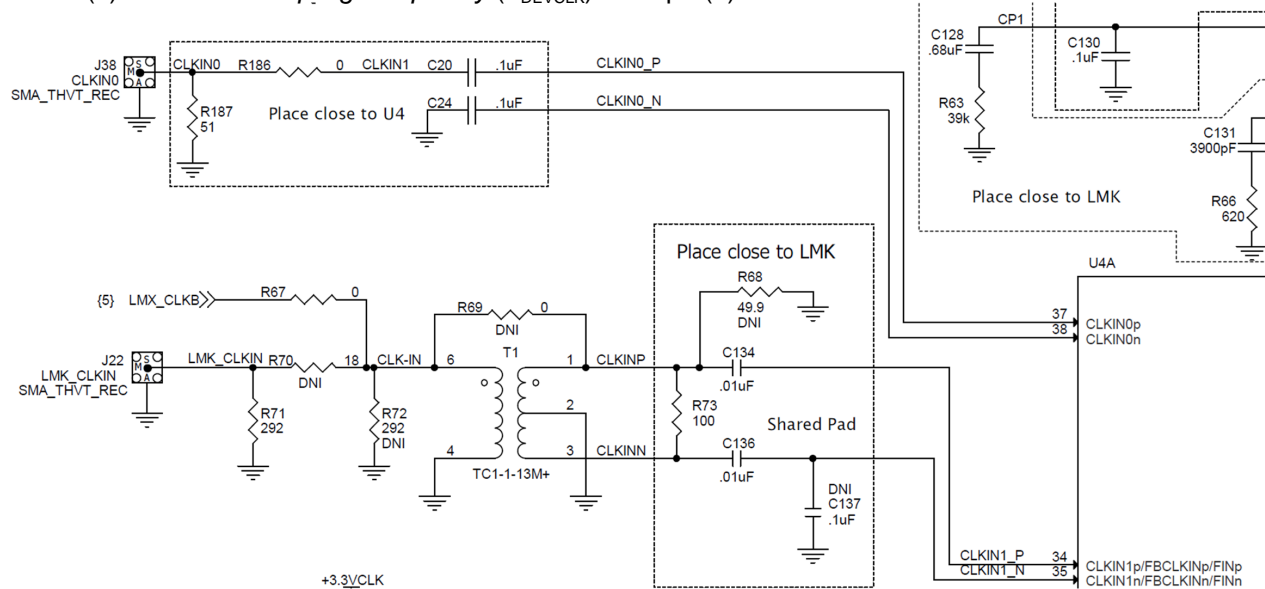 CP1
C128
.68uF
R63
39k
C130
.1uF
C131
3900pF
R66
620
Place close to LMK
J38
CLKIN0
SMA_THVT_REC
S
M
A
CLKIN0
R186
0
CLKIN1
C20
.1uF
CLKIN0_P
R187
51
Place close to U4
C24
.1uF
CLKIN0_N
U4A
37
CLKIN0p
38
CLKIN0n
Place close to LMK
R68
49.9
DNI
{5}
LMX_CLKB
R67
0
R69
0
DNI
J22
LMK_CLKIN
SMA_THVT_REC
S
M
A
LMK_CLKIN
R70
18
DNI
CLK-IN
6
T1
1
CLKINP
C134
.01uF
R71
292
R72
292
DNI
2
R73
100
Shared Pad
4
3
CLKINN
C136
.01uF
TC1-1-13M+
DNI
C137
.1uF
CLKIN1_P
34
CLKIN1p/FBCLKINp/FINp
CLKIN1_N
35
CLKIN1n/FBCLKINn/FINn
+3.3VCLK